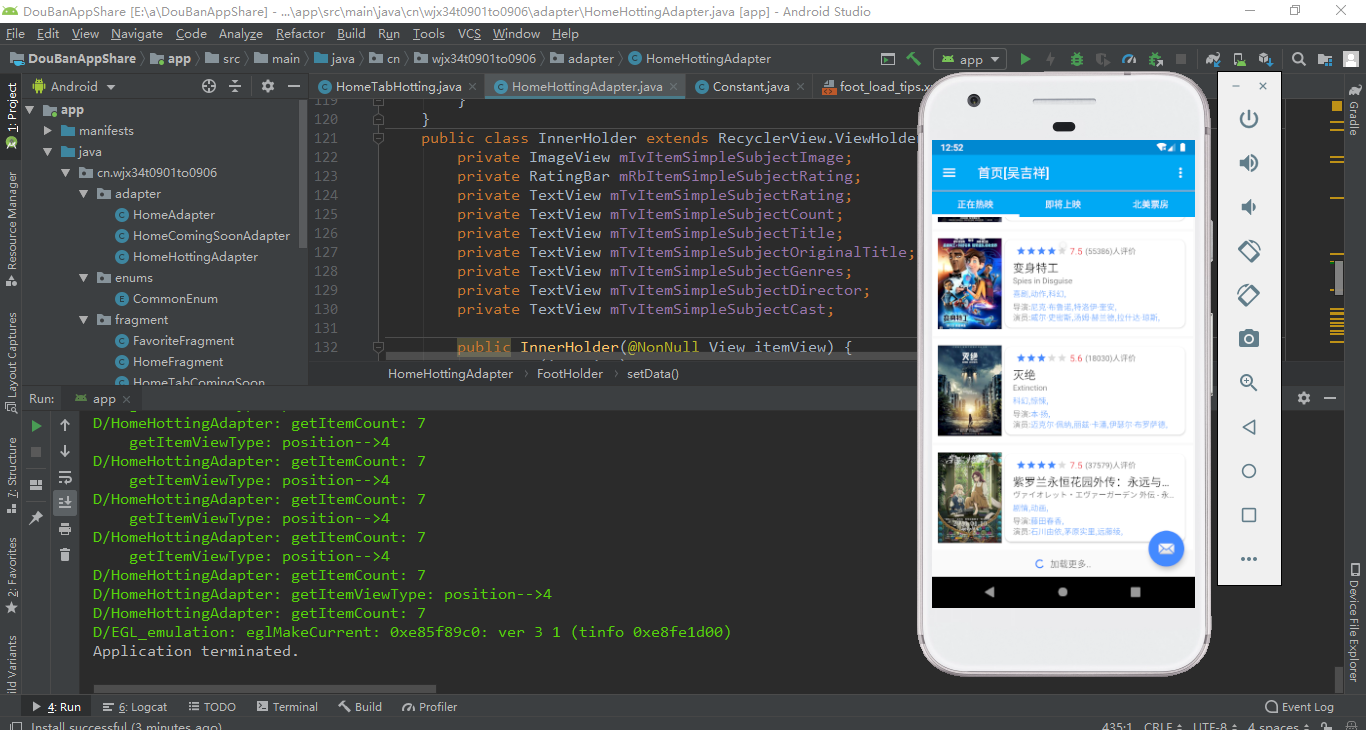 DouBanAppShare [E:\a\DouBanAppShare] - ...\app\src\main\java\cn\wjx34t0901to0906\adapter\HomeHottingAdapter.java [app] - Android Studio
File Edit View Navigate Code Analyze Refactor Build Run Tools VCS Window Help
DouBanAppShare app src main java cn wjx34t0901to0906 adapter HomeHottingAdapter
app
Android
HomeTabHotting.java HomeHottingAdapter.java Constant.java foot_load_tips.x
1: Project
Resource Manager
Layout Captures
7: Structure
2: Favorites
ild Variants
app
manifests
java
cn.wjx34t0901to0906
adapter
HomeAdapter
HomeComingSoonAdapter
HomeHottingAdapter
enums
CommonEnum
fragment
FavoriteFragment
HomeFragment
HomeTabComingSoon
119 }
120 }
121 public class InnerHolder extends RecyclerView.ViewHolde
122 private ImageView mIvItemSimpleSubjectImage;
123 private RatingBar mRbItemSimpleSubjectRating;
124 private TextView mTvItemSimpleSubjectRating;
125 private TextView mTvItemSimpleSubjectCount;
126 private TextView mTvItemSimpleSubjectTitle;
127 private TextView mTvItemSimpleSubjectOriginalTitle;
128 private TextView mTvItemSimpleSubjectGenres;
129 private TextView mTvItemSimpleSubjectDirector;
130 private TextView mTvItemSimpleSubjectCast;
131
132 public InnerHolder(@NonNull View itemView) {
HomeHottingAdapter FootHolder setData()
Run: app
D/HomeHottingAdapter: getItemCount: 7
getItemViewType: position-->4
D/HomeHottingAdapter: getItemCount: 7
getItemViewType: position-->4
D/HomeHottingAdapter: getItemCount: 7
getItemViewType: position-->4
D/HomeHottingAdapter: getItemCount: 7
getItemViewType: position-->4
D/HomeHottingAdapter: getItemCount: 7
D/HomeHottingAdapter: getItemViewType: position-->4
D/HomeHottingAdapter: getItemCount: 7
D/EGL_emulation: eglMakeCurrent: 0xe85f89c0: ver 3 1 (tinfo 0xe8fe1d00)
Application terminated.
12:52
首页[吴吉祥]
正在热映 即将上映 北美票房
7.5 (55386)人评价
变身特工
Spies in Disguise
喜剧,动作,科幻,
导演:尼克·布鲁诺,特洛伊·奎安,
演员:威尔·史密斯,汤姆·赫兰德,拉什达·琼斯,
5.6 (18030)人评价
灭绝
Extinction
科幻,惊悚,
导演:本·扬,
演员:迈克尔·佩纳,丽兹·卡潘,伊瑟尔·布罗萨德,
7.5 (37579)人评价
紫罗兰永恒花园外传：永远与...
ヴァイオレット・エヴァーガーデン 外伝 - 永...
剧情,动画,
导演:藤田春香,
演员:石川由依,茅原实里,远藤绫,
加载更多..
Gradle
Device File Explorer
4: Run 6: Logcat TODO Terminal Build Profiler Event Log
Install successful (3 minutes ago) 435:1 CRLF UTF-8 4 spaces